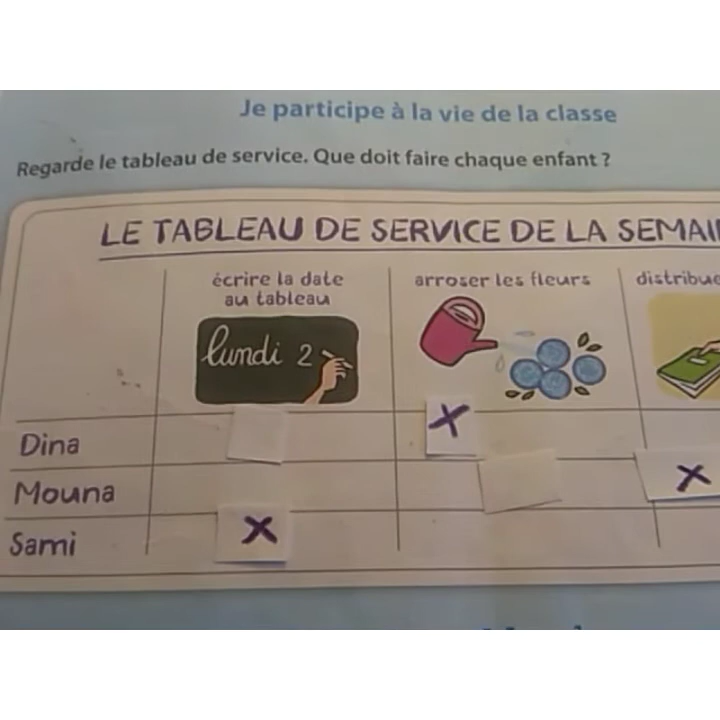 Je participe à la vie de la classe
Regarde le tableau de service. Que doit faire chaque enfant ?
LE TABLEAU DE SERVICE DE LA SEMAI
écrire la date
au tableau
arroser les fleurs
distribue
lundi 2
X
Dina
Mouna
X
Sami
X